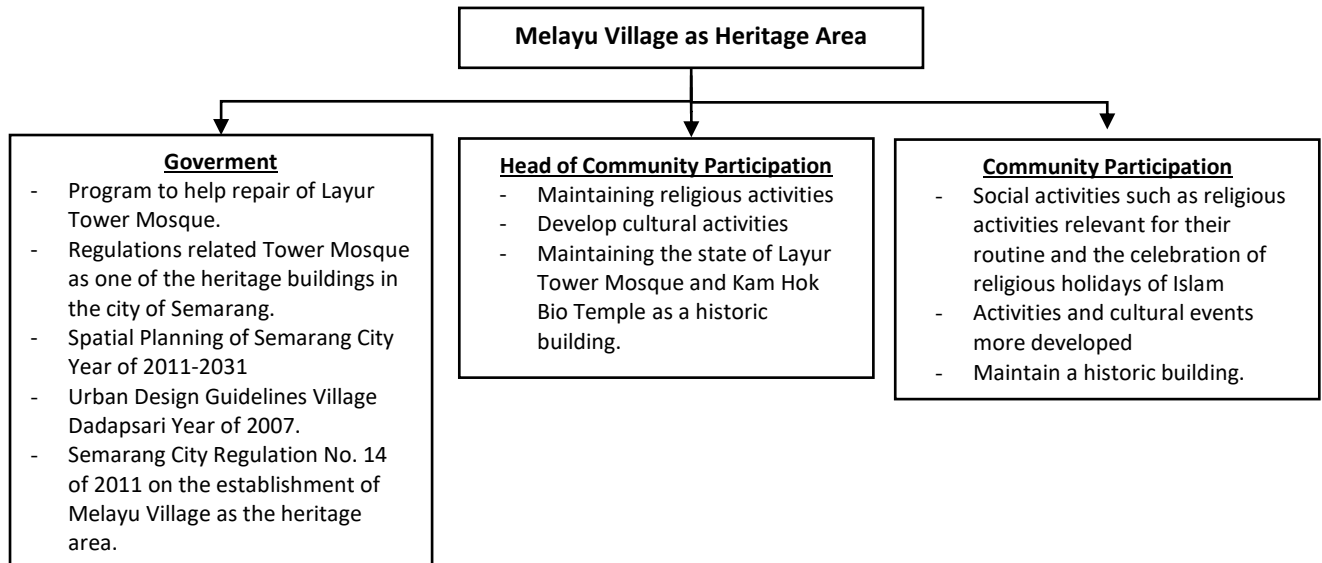 Melayu Village as Heritage Area
Goverment
- Program to help repair of Layur
Tower Mosque.
- Regulations related Tower Mosque
as one of the heritage buildings in
the city of Semarang.
- Spatial Planning of Semarang City
Year of 2011-2031
- Urban Design Guidelines Village
Dadapsari Year of 2007.
- Semarang City Regulation No. 14
of 2011 on the establishment of
Melayu Village as the heritage
area.
Head of Community Participation
- Maintaining religious activities
- Develop cultural activities
- Maintaining the state of Layur
Tower Mosque and Kam Hok
Bio Temple as a historic
building.
Community Participation
- Social activities such as religious
activities relevant for their
routine and the celebration of
religious holidays of Islam
- Activities and cultural events
more developed
- Maintain a historic building.